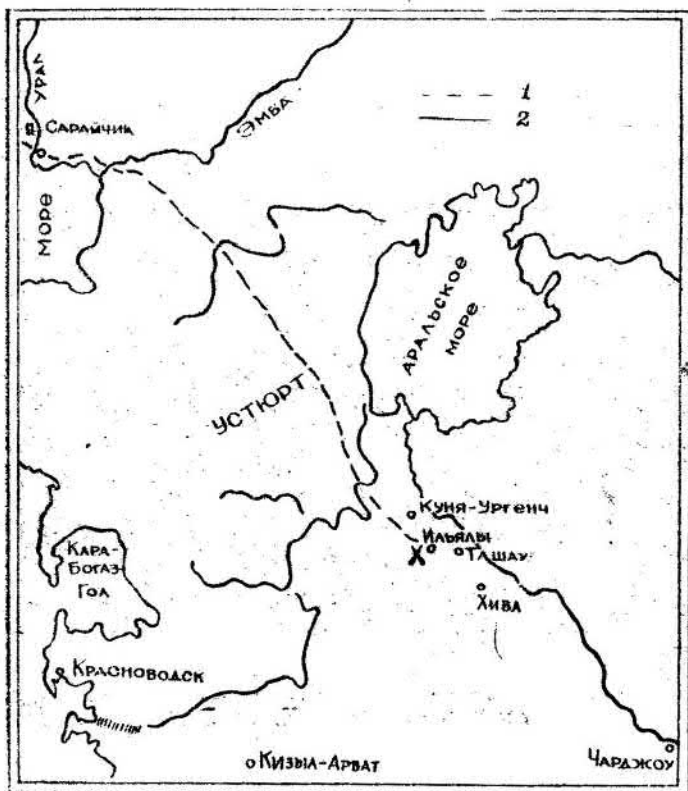 УРАЛ
САРАЙЧИК
ЭМБА
1
2
МОРЕ
АРАЛЬСКОЕ
МОРЕ
УСТЮРТ
КУНЯ-УРГЕНЧ
ИЛЬЯЛЫ
X
ТАШАУ
ХИВА
КАРА-
БОГАЗ-
ГОЛ
КРАСНОВОДСК
КИЗЫЛ-АРВАТ
ЧАРДЖОУ